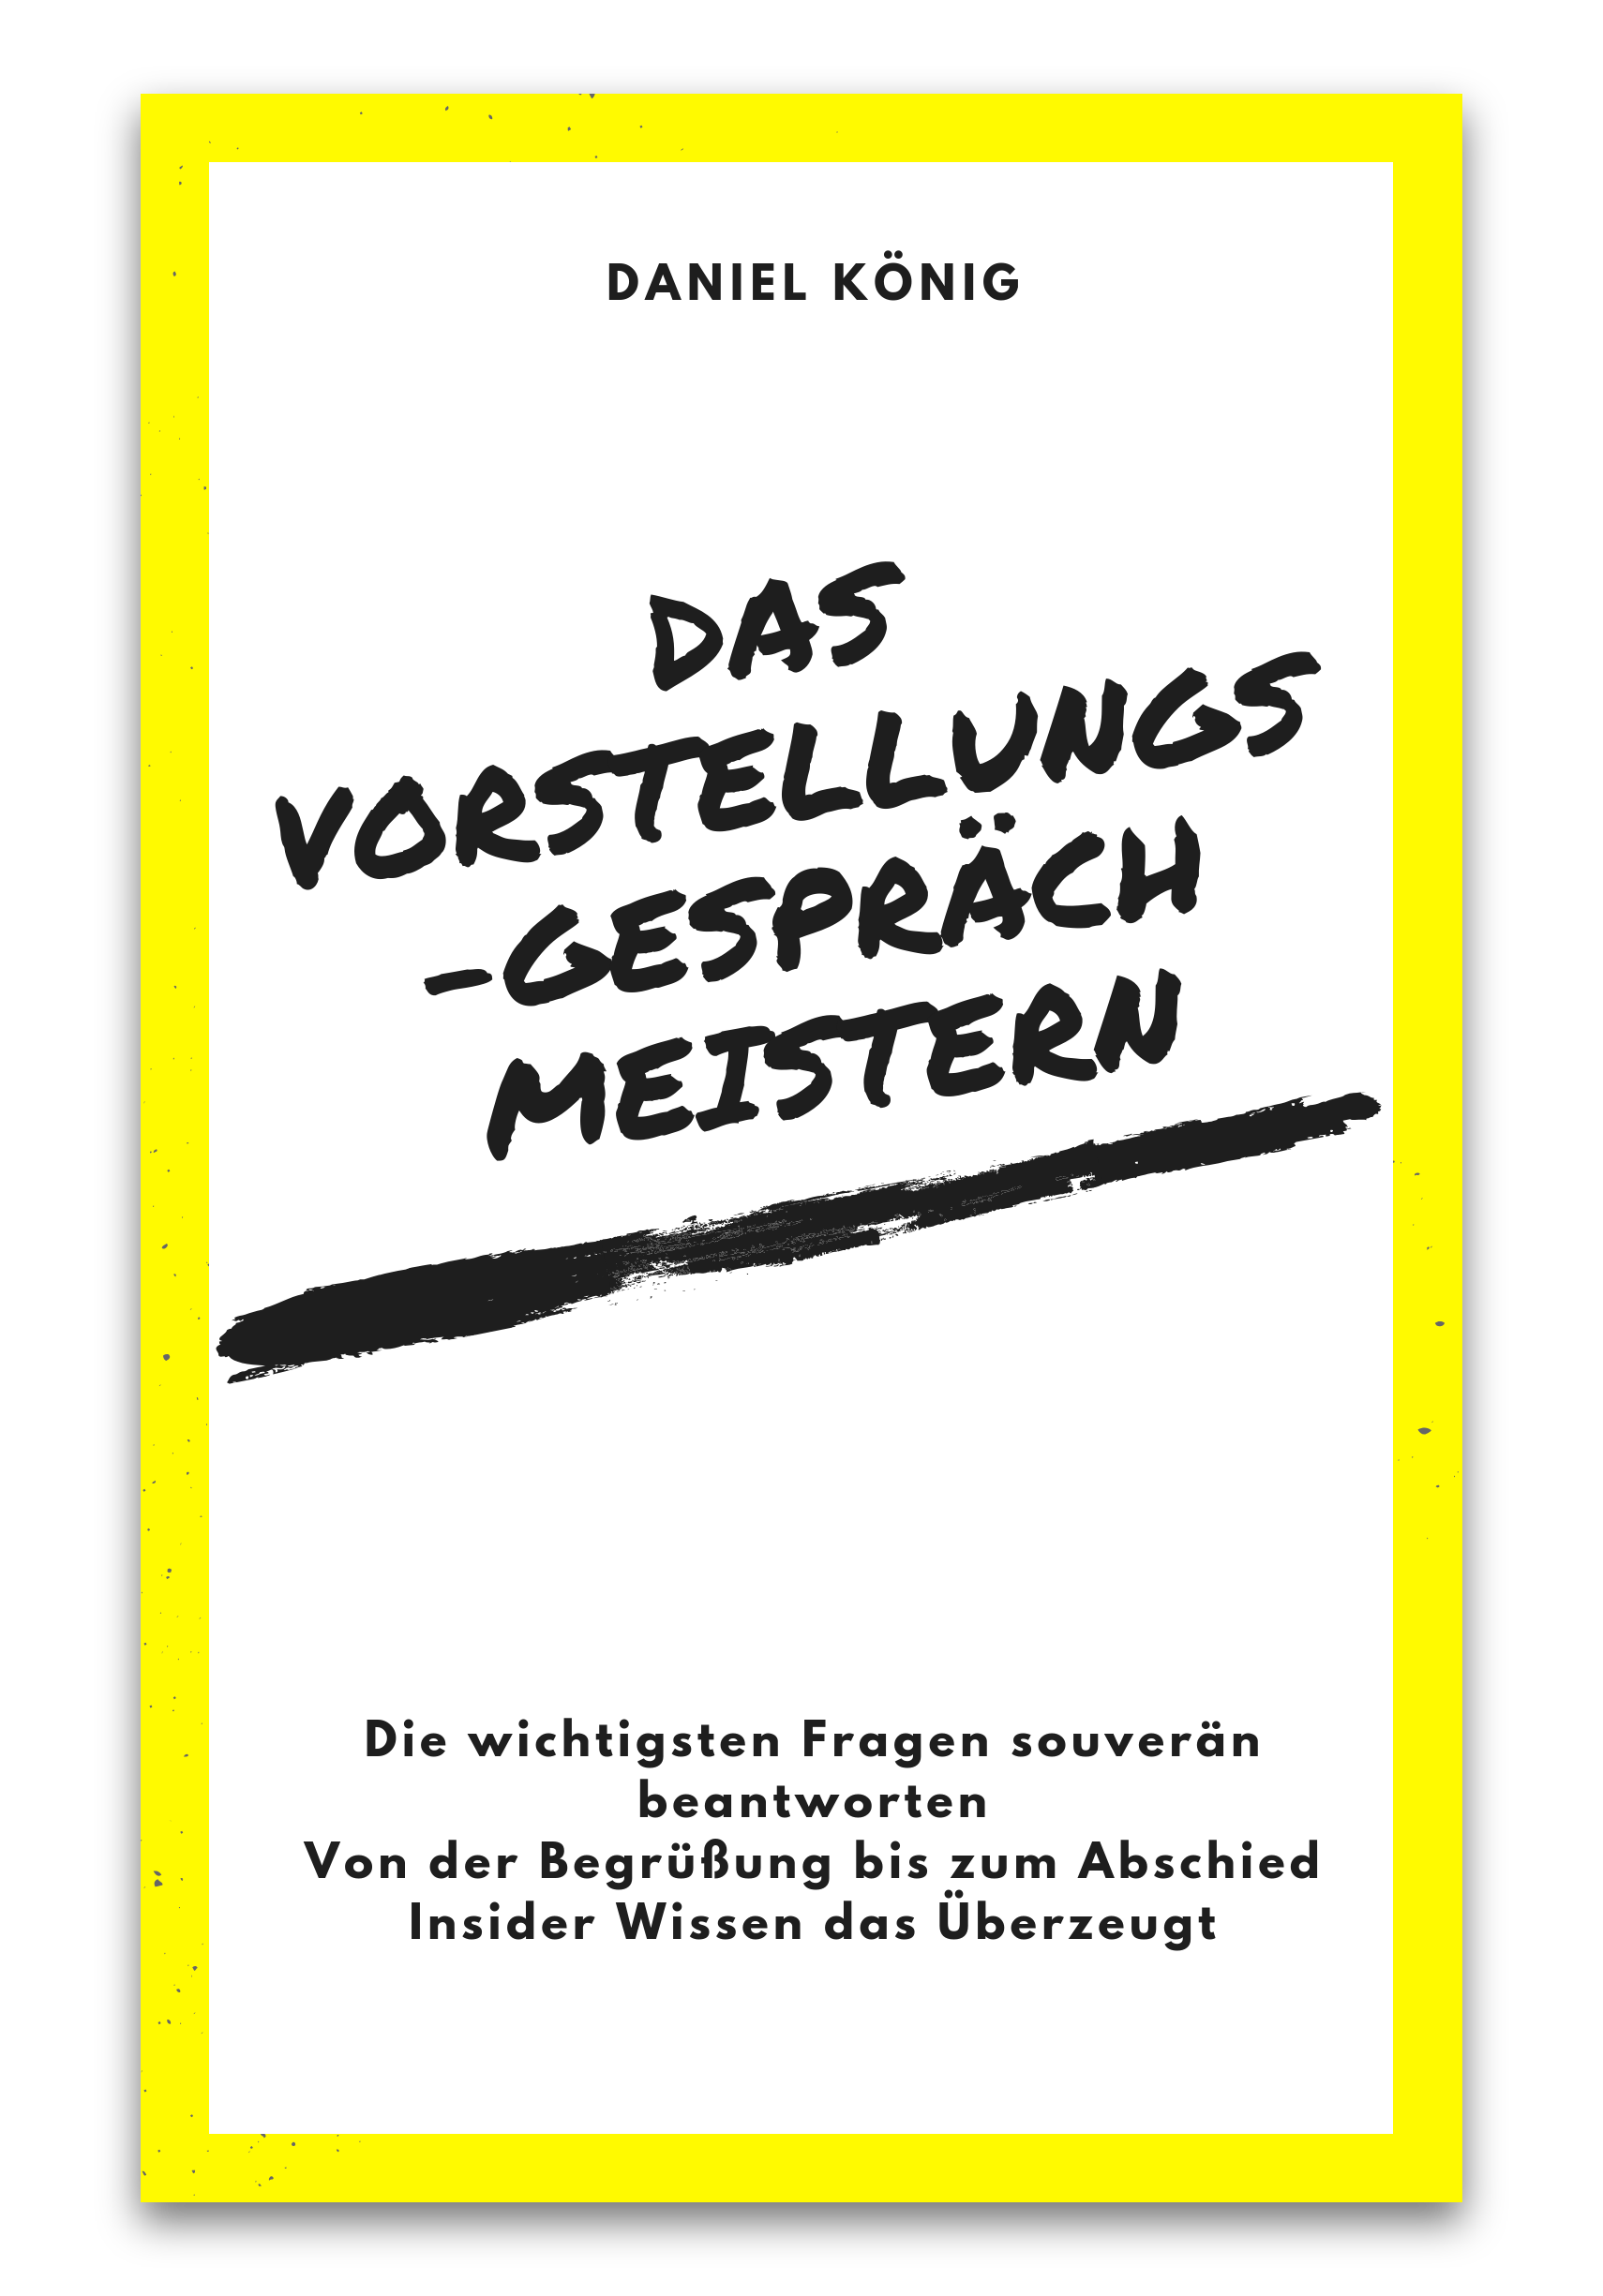 DANIEL KÖNIG
DAS
VORSTELLUNGS
-GESPRÄCH
MEISTERN
Die wichtigsten Fragen souverän
beantworten
Von der Begrüßung bis zum Abschied
Insider Wissen das Überzeugt